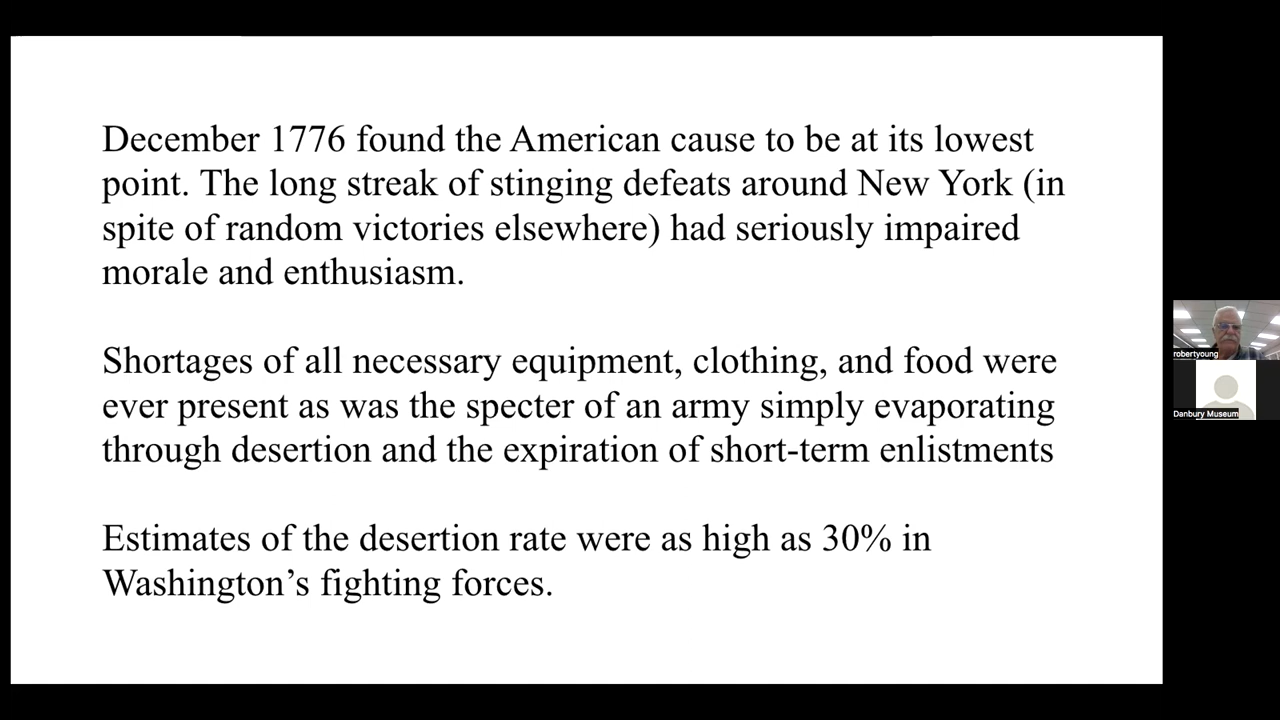 December 1776 found the American cause to be at its lowest
point. The long streak of stinging defeats around New York (in
spite of random victories elsewhere) had seriously impaired
morale and enthusiasm.
Shortages of all necessary equipment, clothing, and food were
ever present as was the specter of an army simply evaporating
through desertion and the expiration of short-term enlistments
Estimates of the desertion rate were as high as 30% in
Washington’s fighting forces.
robertyoung
Danbury Museum